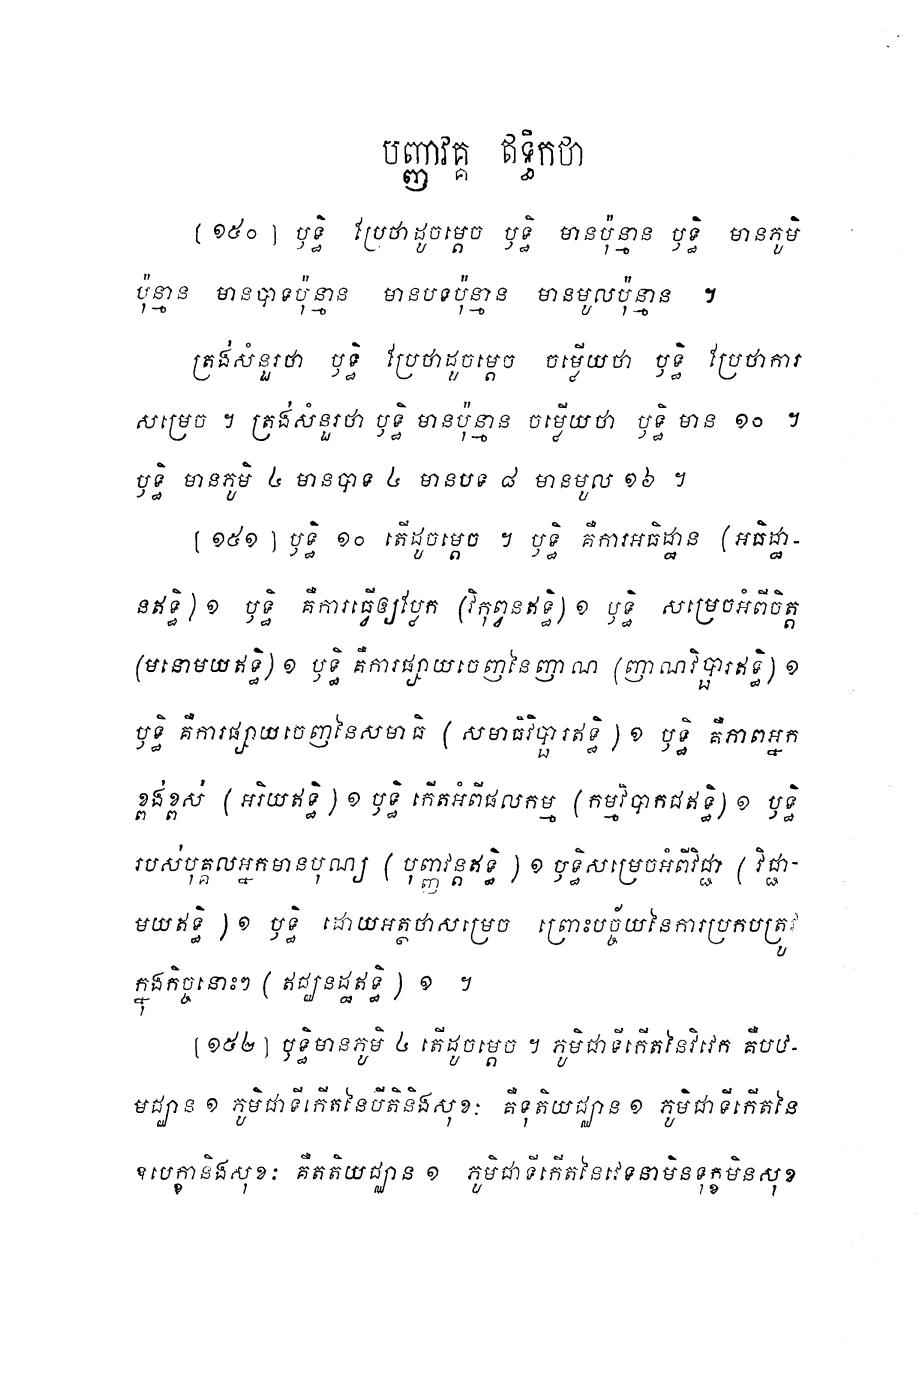 បញ្ញាវគ្គ ឥទ្ធិកថា
[១៥០] ឫទ្ធិ ប្រែថាដូចម្តេច ឫទ្ធិ មានប៉ុន្មាន ឫទ្ធិ មានភូមិ
ប៉ុន្មាន មានបាទប៉ុន្មាន មានបទប៉ុន្មាន មានមូលប៉ុន្មាន ។
ត្រង់សំនួរថា ឫទ្ធិ ប្រែថាដូចម្តេច ចម្លើយថា ឫទ្ធិ ប្រែថាការ
សម្រេច ។ ត្រង់សំនួរថា ឫទ្ធិ មានប៉ុន្មាន ចម្លើយថា ឫទ្ធិ មាន ១០ ។
ឫទ្ធិ មានភូមិ ៤ មានបាទ ៤ មានបទ ៨ មានមូល ១៦ ។
[១៥១] ឫទ្ធិ ១០ តើដូចម្តេច ។ ឫទ្ធិ គឺការអធិដ្ឋាន (អធិដ្ឋា-
នឥទ្ធិ) ១ ឫទ្ធិ គឺការធ្វើឲ្យប្លែក (វិកុព្វនឥទ្ធិ) ១ ឫទ្ធិ សម្រេចអំពីចិត្ត
(មនោមយឥទ្ធិ) ១ ឫទ្ធិ គឺការផ្សាយចេញនៃញាណ (ញាណវិប្ផារឥទ្ធិ) ១
ឫទ្ធិ គឺការផ្សាយចេញនៃសមាធិ (សមាធិវិប្ផារឥទ្ធិ) ១ ឫទ្ធិ គឺភាពអ្នក
ខ្ពង់ខ្ពស់ (អរិយឥទ្ធិ) ១ ឫទ្ធិ កើតអំពីផលកម្ម (កម្មវិបាកជឥទ្ធិ) ១ ឫទ្ធិ
របស់បុគ្គលអ្នកមានបុណ្យ (បុញ្ញវន្តឥទ្ធិ) ១ ឫទ្ធិសម្រេចអំពីវិជ្ជា (វិជ្ជា-
មយឥទ្ធិ) ១ ឫទ្ធិ ដោយអត្ថថាសម្រេច ព្រោះបច្ច័យនៃការប្រកបត្រូវ
ក្នុងកិច្ចនោះៗ (ឥជ្ឈនដ្ឋឥទ្ធិ) ១ ។
[១៥២] ឫទ្ធិមានភូមិ ៤ តើដូចម្តេច ។ ភូមិជាទីកើតនៃវិវេក គឺបឋ-
មជ្ឈាន ១ ភូមិជាទីកើតនៃបីតិនិងសុខៈ គឺទុតិយជ្ឈាន ១ ភូមិជាទីកើតនៃ
ឧបេក្ខានិងសុខៈ គឺតតិយជ្ឈាន ១ ភូមិជាទីកើតនៃវេទនាមិនទុក្ខមិនសុខ